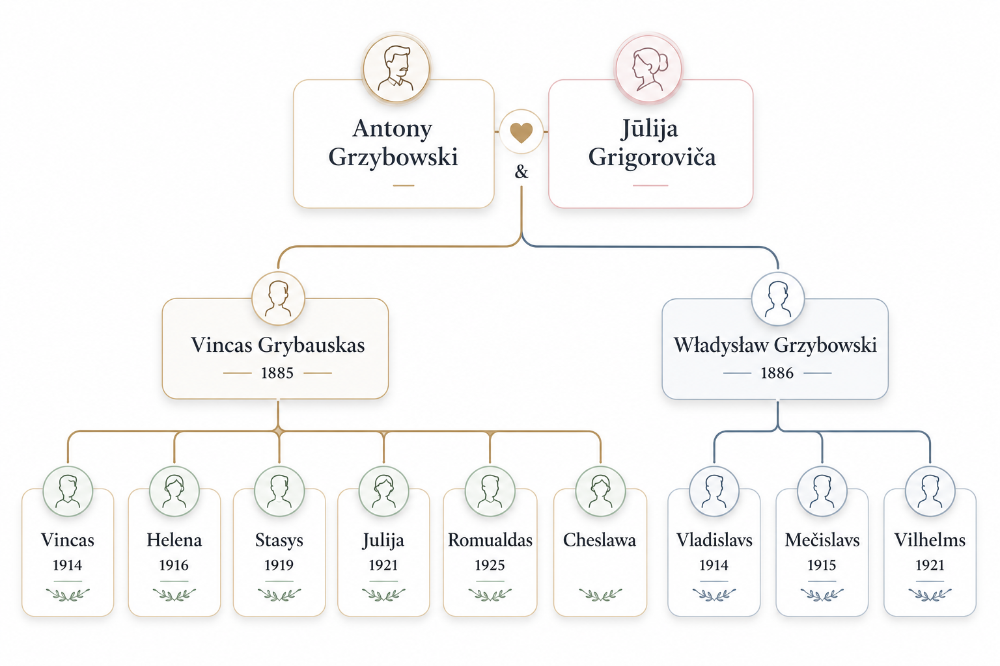 Antony
Grzybowski
&
Jūlija
Grigoroviča
Vincas Grybauskas
1885
Władysław Grzybowski
1886
Vincas
1914
Helena
1916
Stasys
1919
Julija
1921
Romualdas
1925
Cheslawa
Vladislavs
1914
Mečislavs
1915
Vilhelms
1921